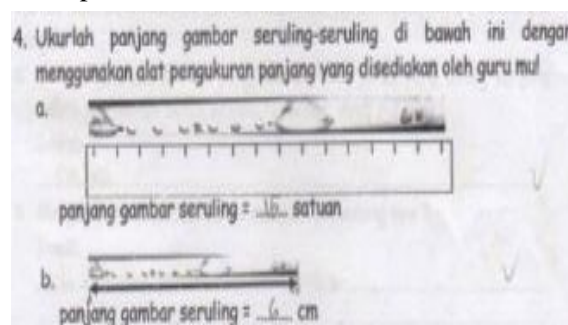 4. Ukurlah panjang gambar seruling-seruling di bawah ini dengan
menggunakan alat pengukuran panjang yang disediakan oleh guru mu!
a.
panjang gambar seruling = ..16.. satuan
b.
panjang gambar seruling = ..6.. cm